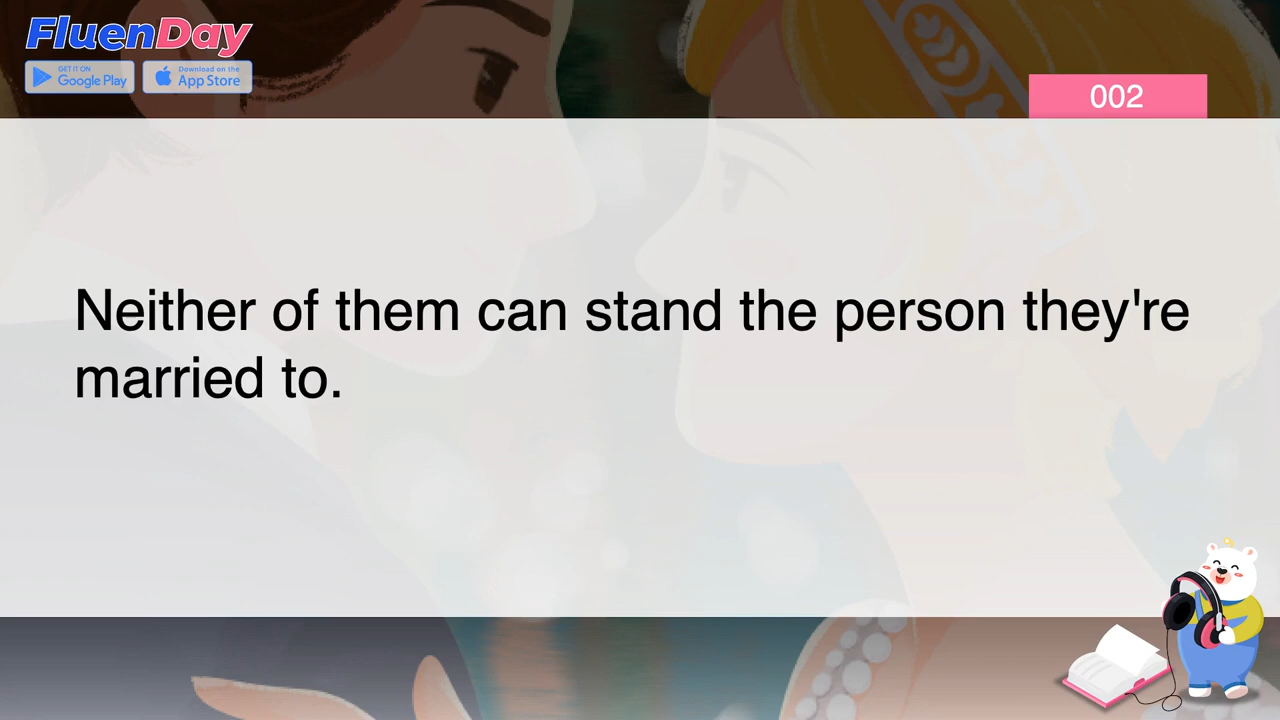 FluenDay
GET IT ON
Google Play
Download on the
App Store
002
Neither of them can stand the person they're
married to.